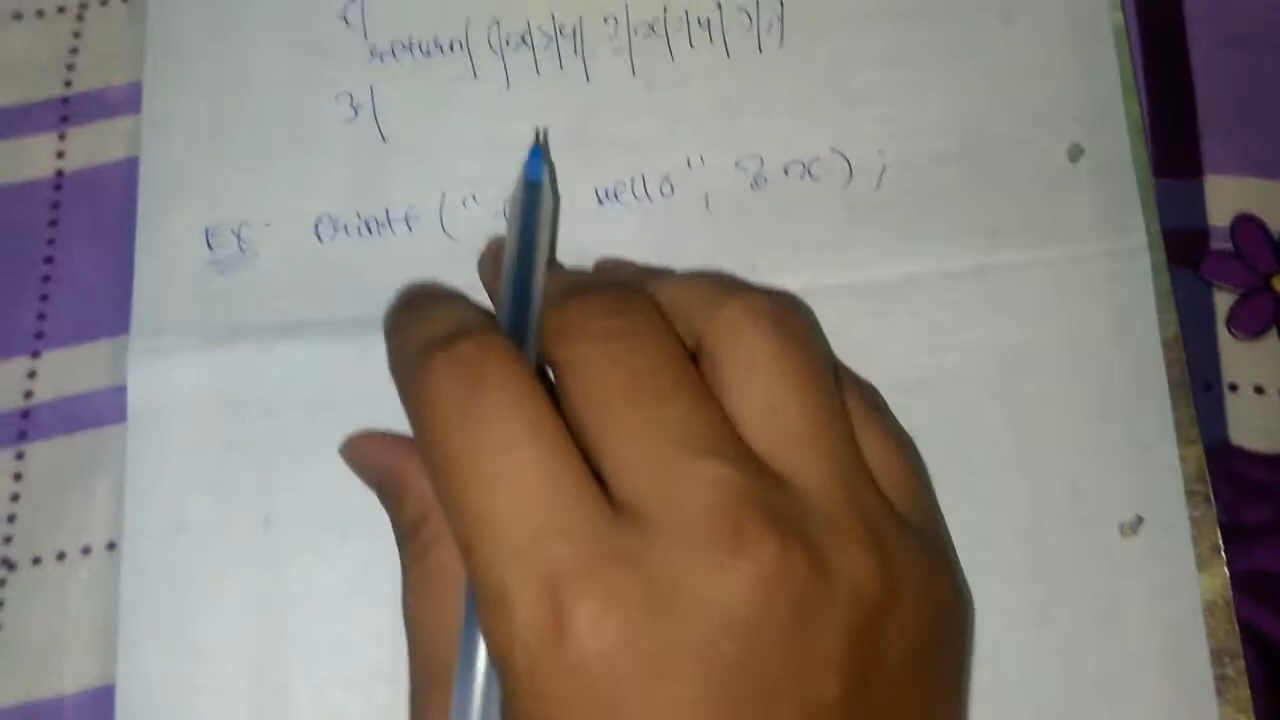 {|
return| (|x|>|y| ?|x|:|y|)|;|
}|
Ex: printf (" Hello", &x) ;